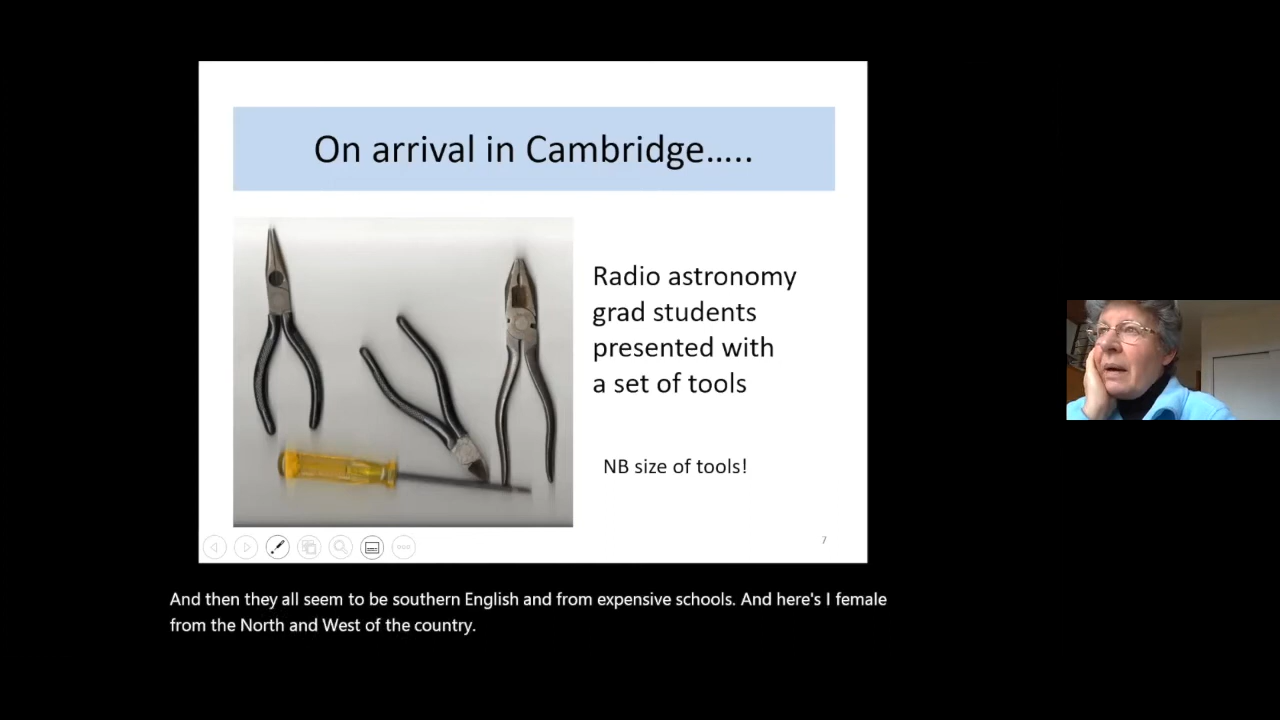 On arrival in Cambridge.....
Radio astronomy
grad students
presented with
a set of tools
NB size of tools!
7
And then they all seem to be southern English and from expensive schools. And here's I female
from the North and West of the country.